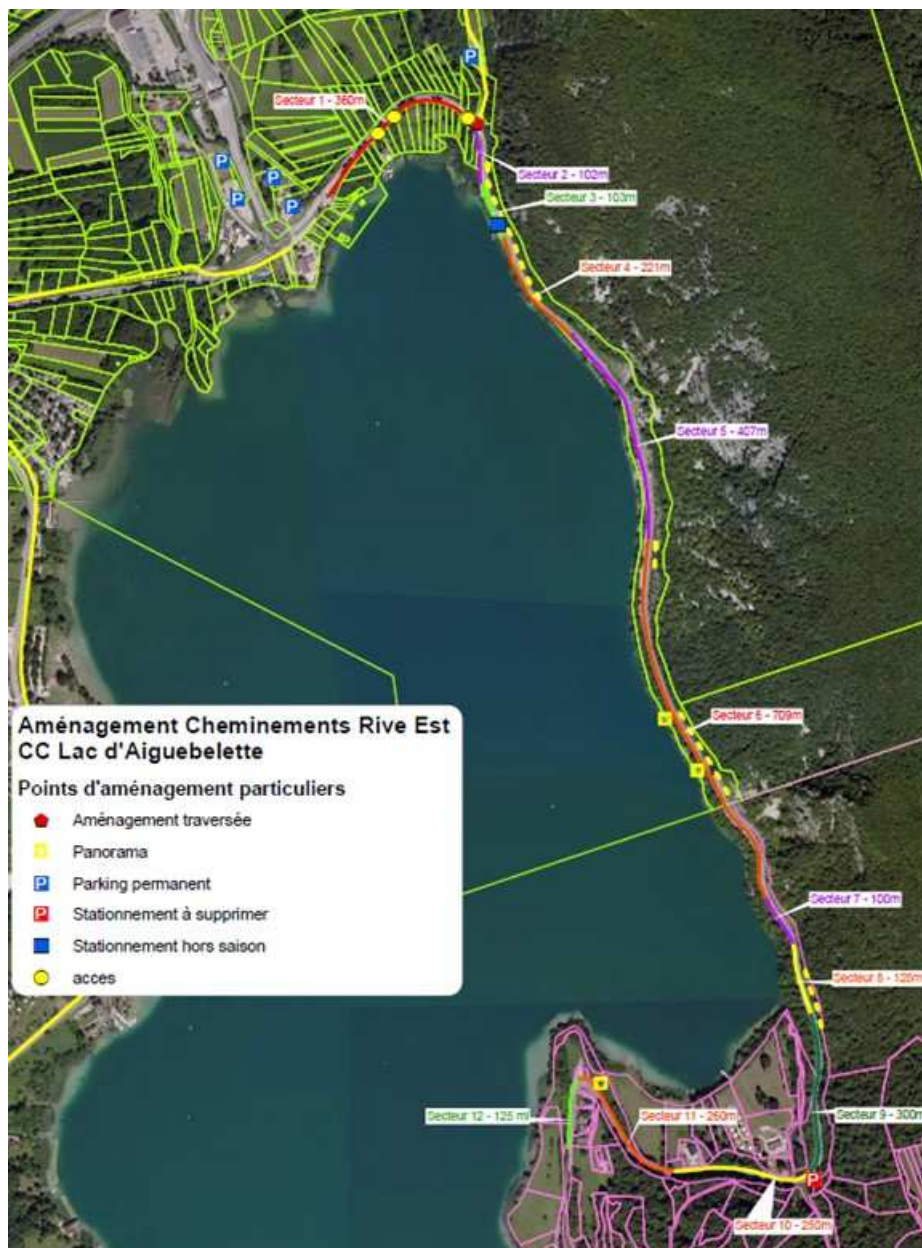 P
Secteur 1 - 360m
P
Secteur 2 - 102m
P
P
P
Secteur 3 - 103m
Secteur 4 - 221m
Secteur 5 - 407m
Secteur 6 - 709m
Aménagement Cheminements Rive Est
CC Lac d'Aiguebelette
Points d'aménagement particuliers
Aménagement traversée
Panorama
P Parking permanent
P Stationnement à supprimer
Stationnement hors saison
acces
Secteur 7 - 100m
Secteur 8 - 128m
Secteur 12 - 125 ml
Secteur 11 - 260m
Secteur 9 - 300m
P
Secteur 10 - 250m